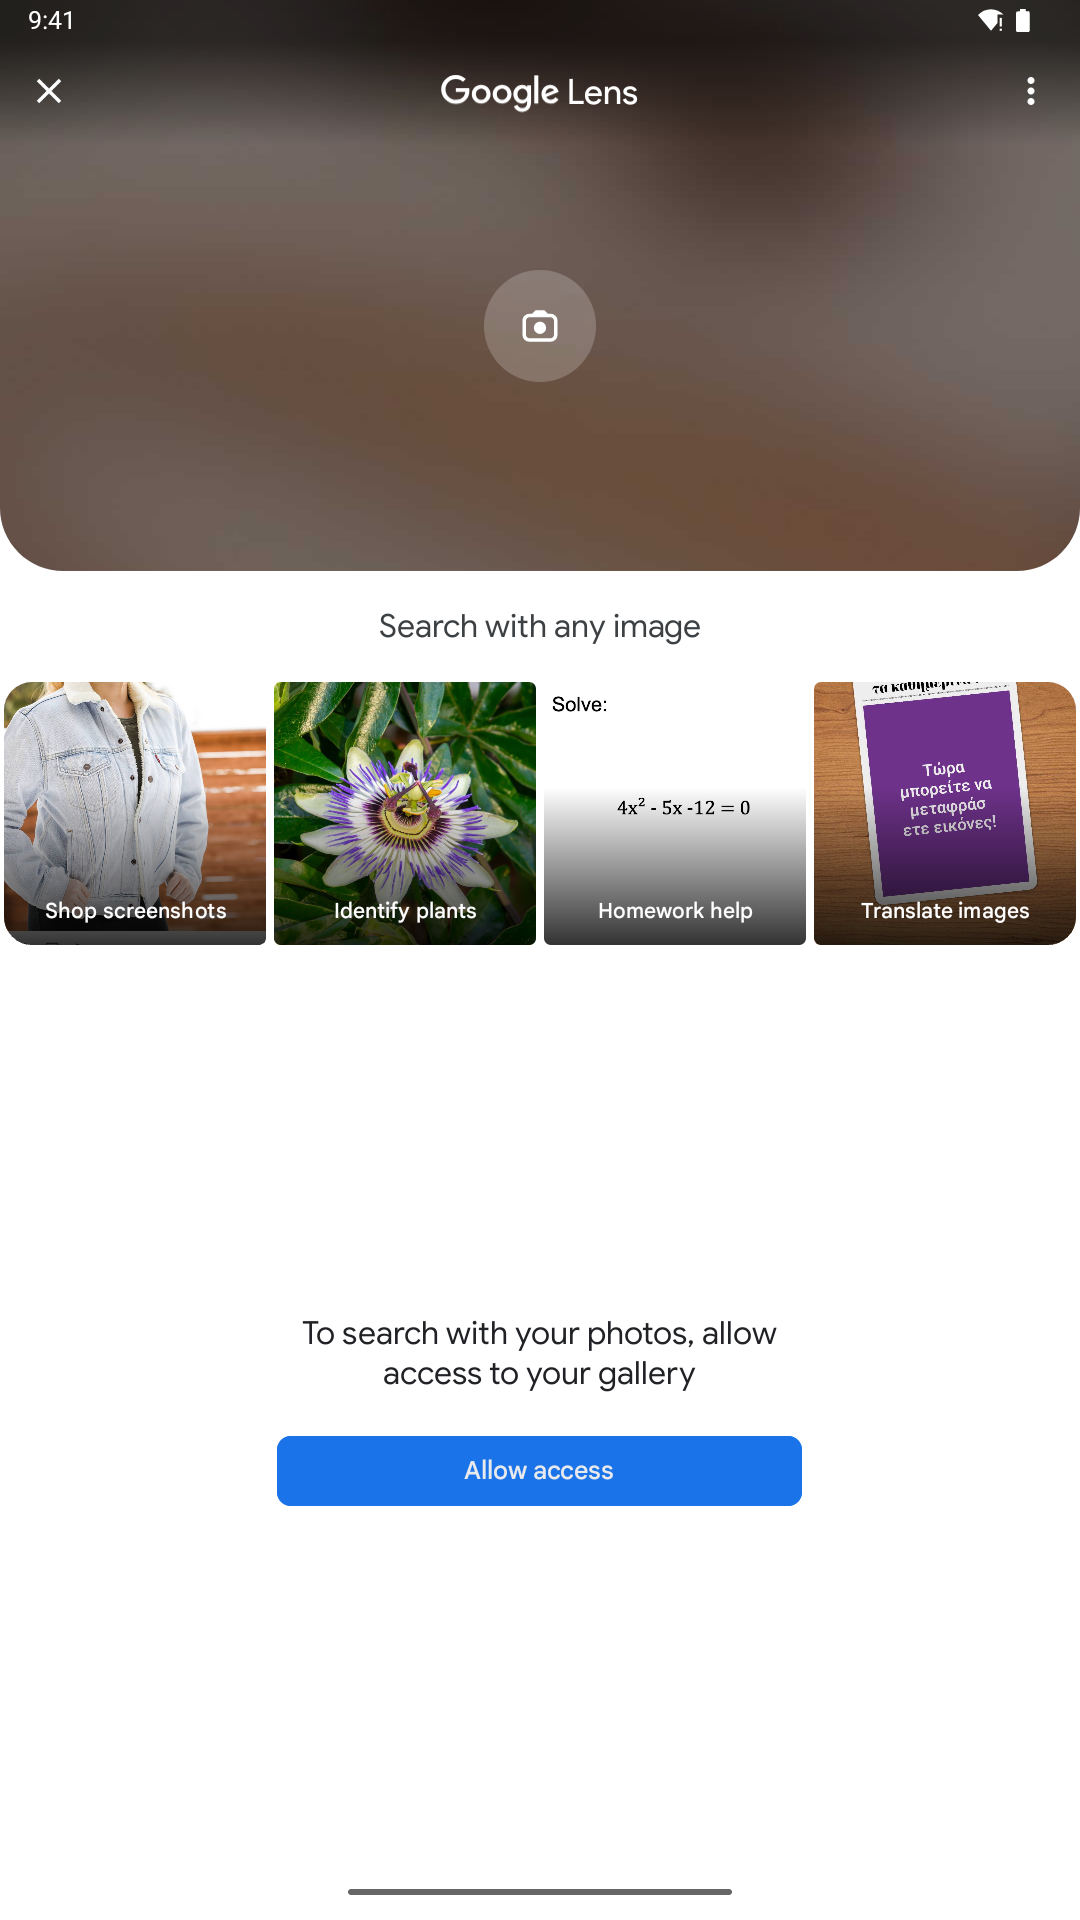 9:41
Google Lens
Search with any image
Shop screenshots
Identify plants
Solve:
4x² - 5x -12 = 0
Homework help
Τώρα
μπορείτε να
μεταφράσ
ετε εικόνες!
Translate images
To search with your photos, allow
access to your gallery
Allow access